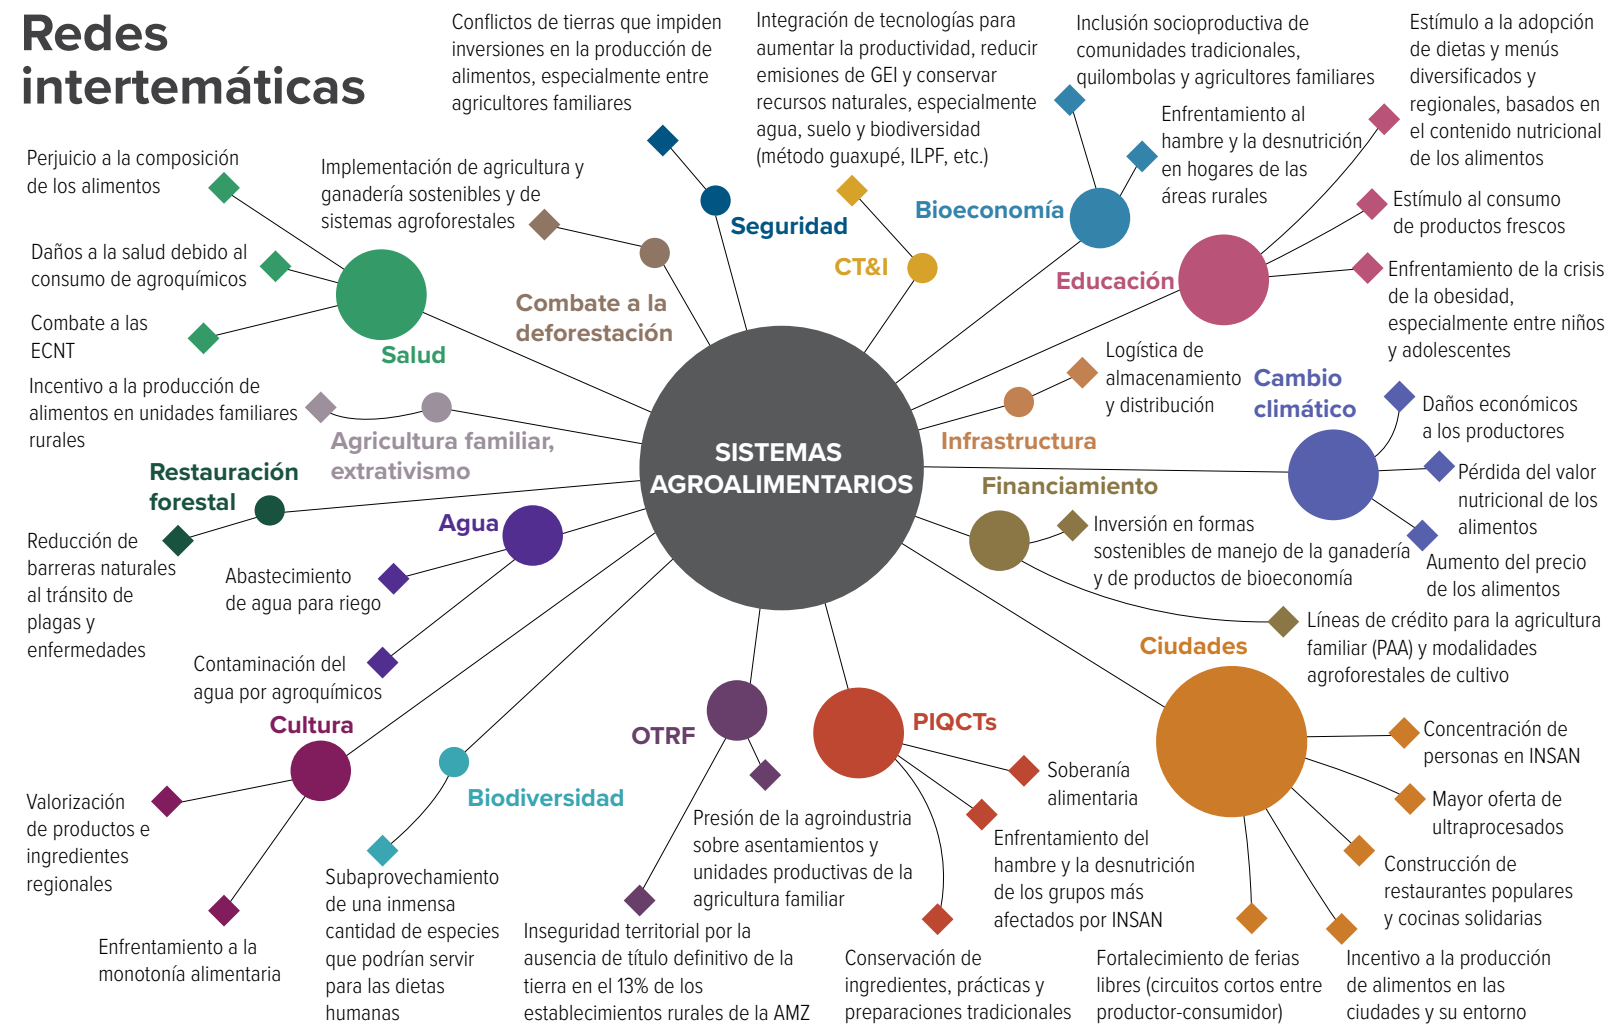 Redes
intertemáticas
Conflictos de tierras que impiden
inversiones en la producción de
alimentos, especialmente entre
agricultores familiares
Integración de tecnologías para
aumentar la productividad, reducir
emisiones de GEI y conservar
recursos naturales, especialmente
agua, suelo y biodiversidad
(método guaxupé, ILPF, etc.)
Inclusión socioproductiva de
comunidades tradicionales,
quilombolas y agricultores familiares
Estímulo a la adopción
de dietas y menús
diversificados y
regionales, basados en
el contenido nutricional
de los alimentos
Enfrentamiento al
hambre y la desnutrición
en hogares de las
áreas rurales
Perjuicio a la composición
de los alimentos
Implementación de agricultura y
ganadería sostenibles y de
sistemas agroforestales
Seguridad
Bioeconomía
Estímulo al consumo
de productos frescos
Daños a la salud debido al
consumo de agroquímicos
CT&I
Educación
Enfrentamiento de la crisis
de la obesidad,
especialmente entre niños
y adolescentes
Combate a la
deforestación
Combate a las
ECNT
Salud
Logística de
almacenamiento
y distribución
Cambio
climático
Incentivo a la producción de
alimentos en unidades familiares
rurales
Daños económicos
a los productores
Agricultura familiar,
extrativismo
Infrastructura
SISTEMAS
AGROALIMENTARIOS
Restauración
forestal
Financiamiento
Pérdida del valor
nutricional de los
alimentos
Agua
Inversión en formas
sostenibles de manejo de la ganadería
y de productos de bioeconomía
Reducción de
barreras naturales
al tránsito de
plagas y
enfermedades
Aumento del precio
de los alimentos
Abastecimiento
de agua para riego
Líneas de crédito para la agricultura
familiar (PAA) y modalidades
agroforestales de cultivo
Ciudades
Contaminación del
agua por agroquímicos
Cultura
OTRF
PIQCTs
Concentración de
personas en INSAN
Soberanía
alimentaria
Biodiversidad
Valorización
de productos e
ingredientes
regionales
Mayor oferta de
ultraprocesados
Presión de la agroindustria
sobre asentamientos y
unidades productivas de la
agricultura familiar
Enfrentamiento del
hambre y la desnutrición
de los grupos más
afectados por INSAN
Construcción de
restaurantes populares
y cocinas solidarias
Subaprovechamiento
de una inmensa
cantidad de especies
que podrían servir
para las dietas
humanas
Enfrentamiento a la
monotonía alimentaria
Inseguridad territorial por la
ausencia de título definitivo de la
tierra en el 13% de los
establecimientos rurales de la AMZ
Conservación de
ingredientes, prácticas y
preparaciones tradicionales
Fortalecimiento de ferias
libres (circuitos cortos entre
productor-consumidor)
Incentivo a la producción
de alimentos en las
ciudades y su entorno